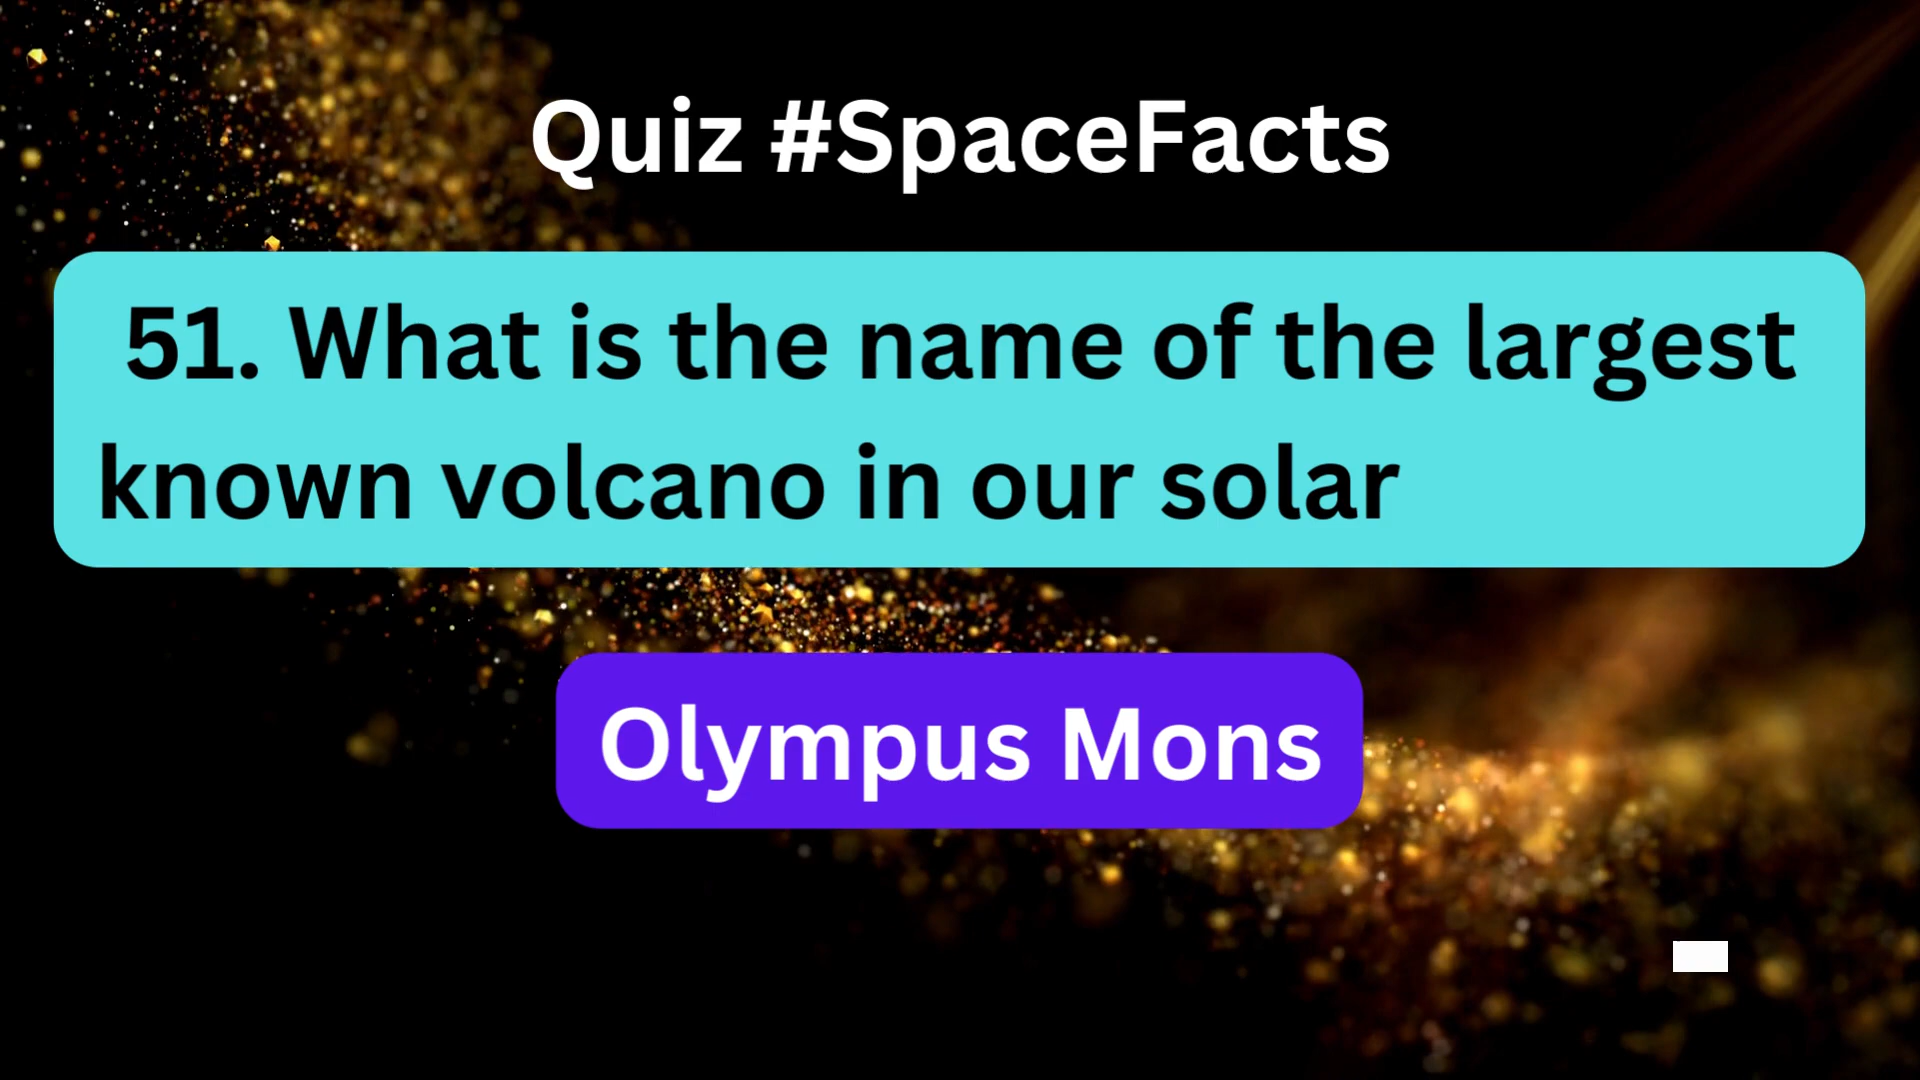 Quiz #SpaceFacts
51. What is the name of the largest
known volcano in our solar
Olympus Mons